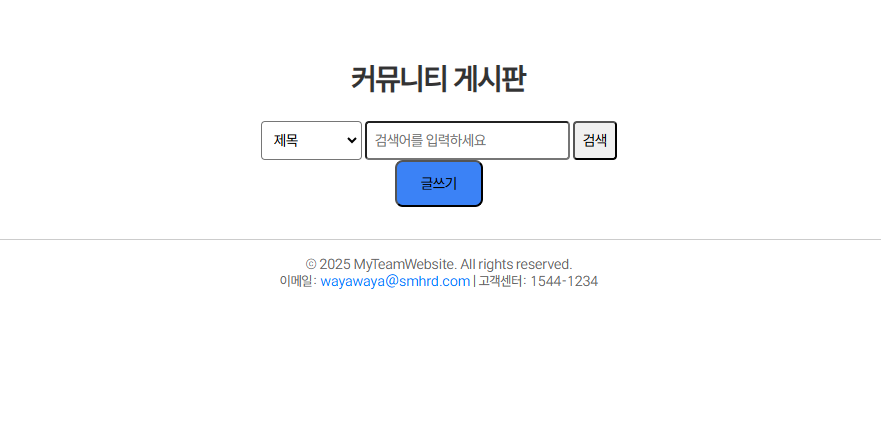 커뮤니티 게시판
제목 검색어를 입력하세요 검색
글쓰기
© 2025 MyTeamWebsite. All rights reserved.
이메일: wayawaya@smhrd.com | 고객센터: 1544-1234